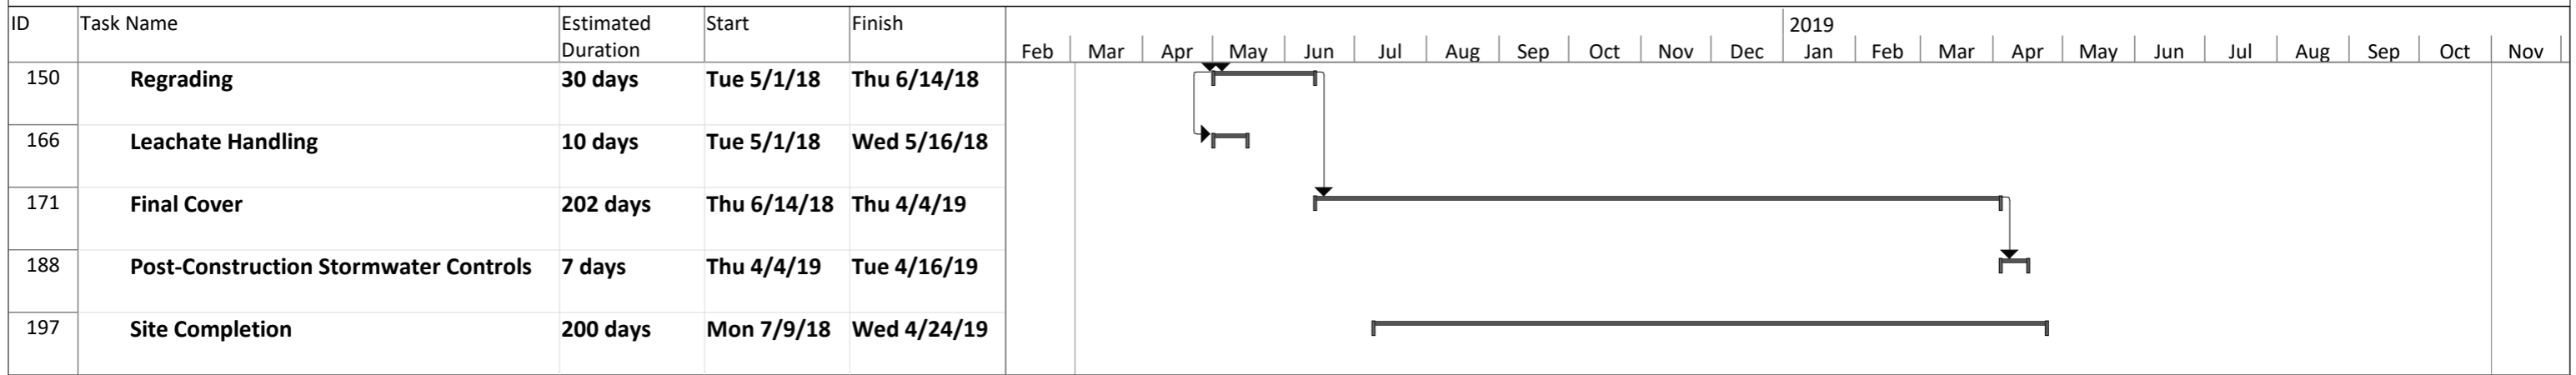 ID Task Name Estimated Duration Start Finish
2019
Feb Mar Apr May Jun Jul Aug Sep Oct Nov Dec Jan Feb Mar Apr May Jun Jul Aug Sep Oct Nov
150 Regrading 30 days Tue 5/1/18 Thu 6/14/18
166 Leachate Handling 10 days Tue 5/1/18 Wed 5/16/18
171 Final Cover 202 days Thu 6/14/18 Thu 4/4/19
188 Post-Construction Stormwater Controls 7 days Thu 4/4/19 Tue 4/16/19
197 Site Completion 200 days Mon 7/9/18 Wed 4/24/19